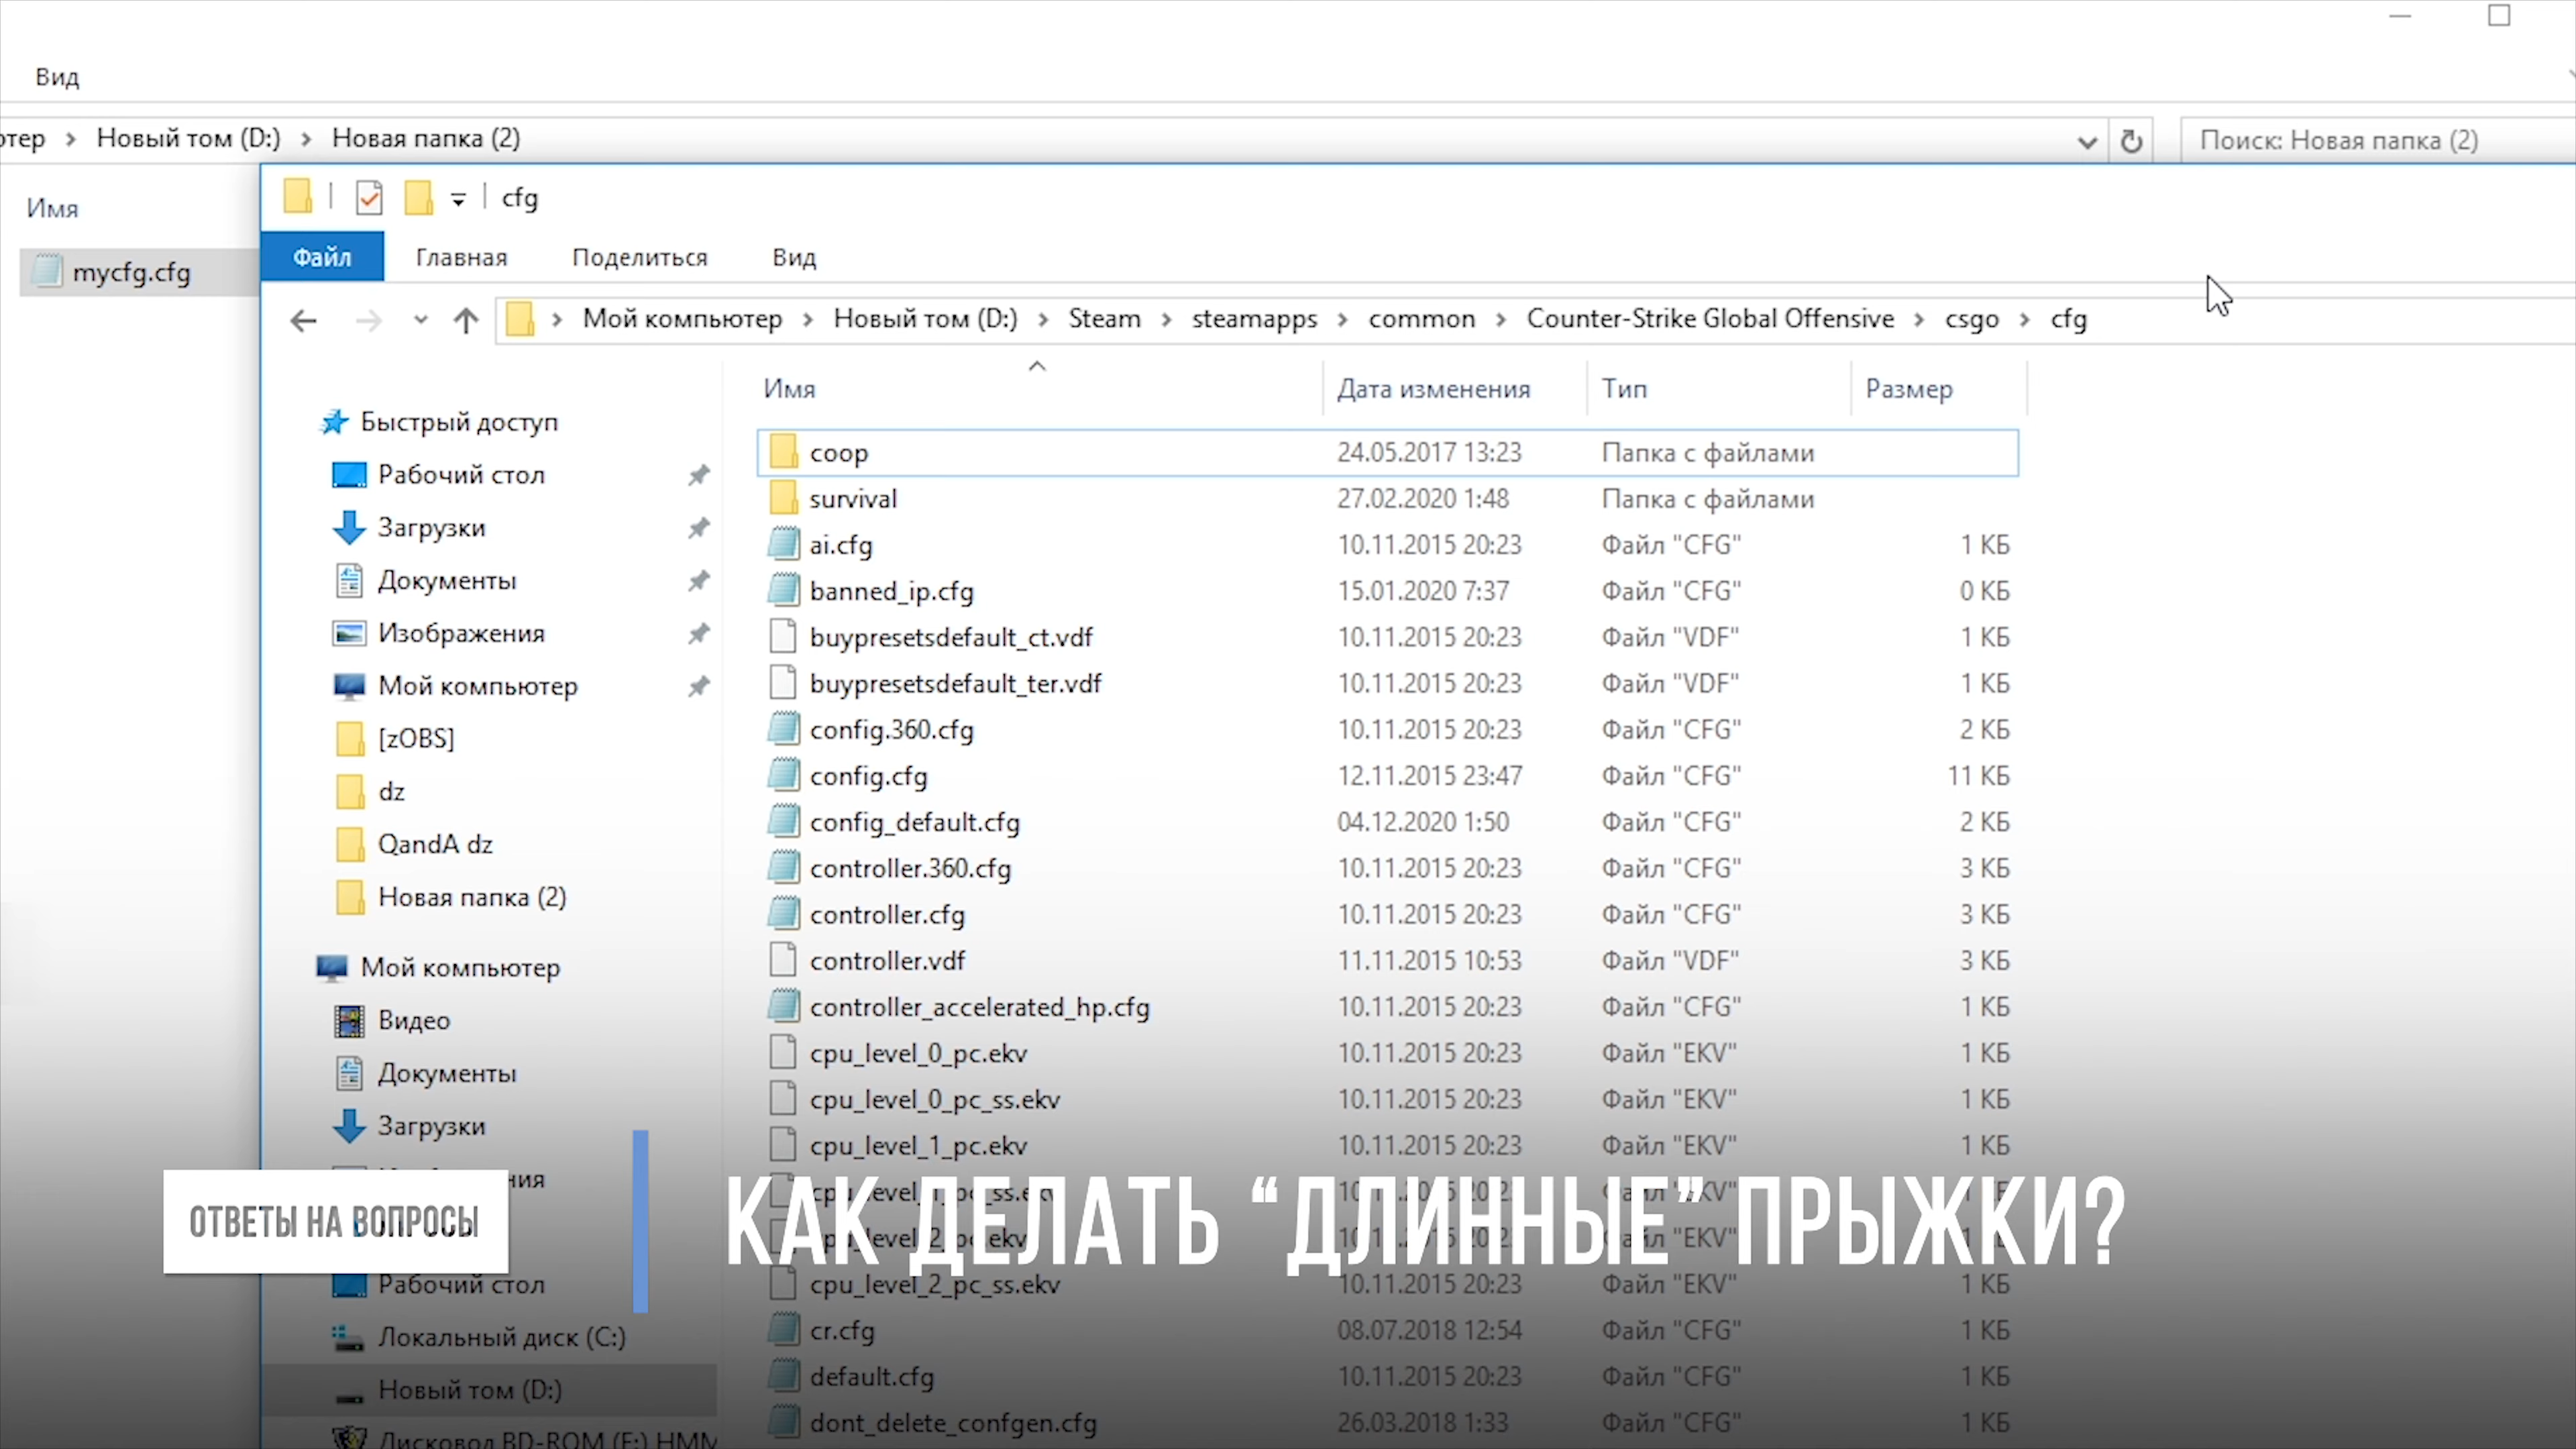 Вид
отер > Новый том (D:) > Новая папка (2)
Поиск: Новая папка (2)
Имя
mycfg.cfg
cfg
Файл Главная Поделиться Вид
> Мой компьютер > Новый том (D:) > Steam > steamapps > common > Counter-Strike Global Offensive > csgo > cfg
Имя Дата изменения Тип Размер
Быстрый доступ
Рабочий стол
Загрузки
Документы
Изображения
Мой компьютер
[zOBS]
dz
QandA dz
Новая папка (2)
Мой компьютер
Видео
Документы
Загрузки
ния
Рабочий стол
Локальный диск (C:)
Новый том (D:)
Дисковод BD-ROM (E:) HMM
coop 24.05.2017 13:23 Папка с файлами
survival 27.02.2020 1:48 Папка с файлами
ai.cfg 10.11.2015 20:23 Файл "CFG" 1 КБ
banned_ip.cfg 15.01.2020 7:37 Файл "CFG" 0 КБ
buypresetsdefault_ct.vdf 10.11.2015 20:23 Файл "VDF" 1 КБ
buypresetsdefault_ter.vdf 10.11.2015 20:23 Файл "VDF" 1 КБ
config.360.cfg 10.11.2015 20:23 Файл "CFG" 2 КБ
config.cfg 12.11.2015 23:47 Файл "CFG" 11 КБ
config_default.cfg 04.12.2020 1:50 Файл "CFG" 2 КБ
controller.360.cfg 10.11.2015 20:23 Файл "CFG" 3 КБ
controller.cfg 10.11.2015 20:23 Файл "CFG" 3 КБ
controller.vdf 11.11.2015 10:53 Файл "VDF" 3 КБ
controller_accelerated_hp.cfg 10.11.2015 20:23 Файл "CFG" 1 КБ
cpu_level_0_pc.ekv 10.11.2015 20:23 Файл "EKV" 1 КБ
cpu_level_0_pc_ss.ekv 10.11.2015 20:23 Файл "EKV" 1 КБ
cpu_level_1_pc.ekv 10.11.2015 20:23 Файл "EKV" 1 КБ
cpu_level_2_pc_ss.ekv 10.11.2015 20:23 Файл "EKV" 1 КБ
cr.cfg 08.07.2018 12:54 Файл "CFG" 1 КБ
default.cfg 10.11.2015 20:23 Файл "CFG" 1 КБ
dont_delete_confgen.cfg 26.03.2018 1:33 Файл "CFG" 1 КБ
ОТВЕТЫ НА ВОПРОСЫ
КАК ДЕЛАТЬ “ДЛИННЫЕ” ПРЫЖКИ?